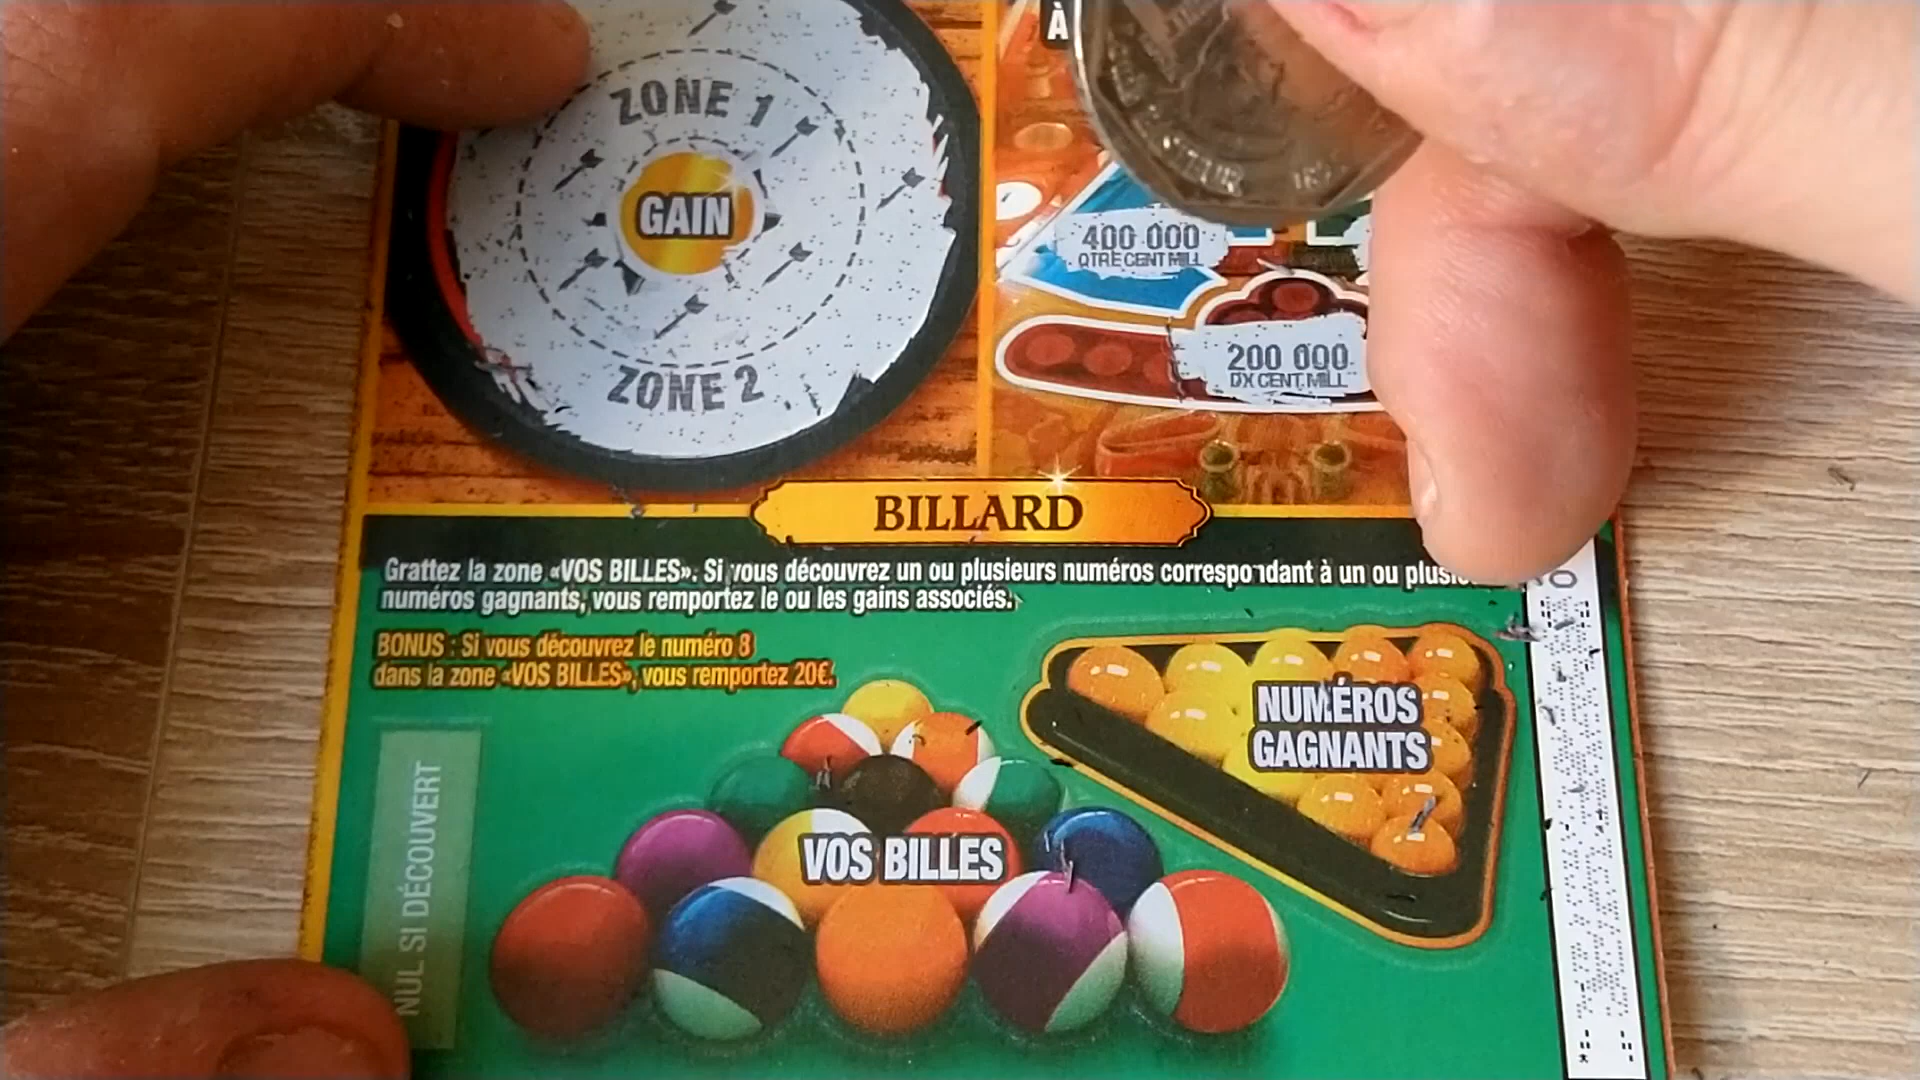 À
ZONE 1
GAIN
ZONE 2
400 000
QTRE CENT MILL
200 000
DX CENT MILL
BILLARD
Grattez la zone «VOS BILLES». Si vous découvrez un ou plusieurs numéros correspondant à un ou
numéros gagnants, vous remportez le ou les gains associés.
BONUS : Si vous découvrez le numéro 8
dans la zone «VOS BILLES», vous remportez 20€.
NUMÉROS
GAGNANTS
VOS BILLES
NUL SI DÉCOUVERT